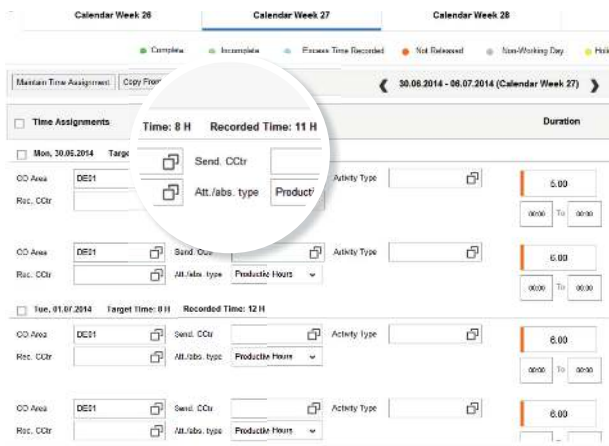 Calendar Week 26 Calendar Week 27 Calendar Week 28
Complete Incomplete Excess Time Recorded Not Released Non-Working Day
Maintain Time Assignment Copy From 30.06.2014 - 06.07.2014 (Calendar Week 27)
Time Assignments Duration
Time: 8 H Recorded Time: 11 H
Mon, 30.06.2014
Send. CCtr
CO Area DE01 Activity Type 5.00
Rec. CCtr Att./abs. type 00:00 To 00:00
CO Area DE01 Send. Activity Type 6.00
Rec. CCtr Att./abs. type Productive Hours 00:00 To 00:00
Tue, 01.07.2014 Target Time: 8 H Recorded Time: 12 H
CO Area DE01 Send. CCtr Activity Type 6.00
Rec. CCtr Att./abs. type Productive Hours 00:00 To 00:00
CO Area DE01 Send. CCtr Activity Type 6.00
Rec. CCtr Att./abs. type Productive Hours